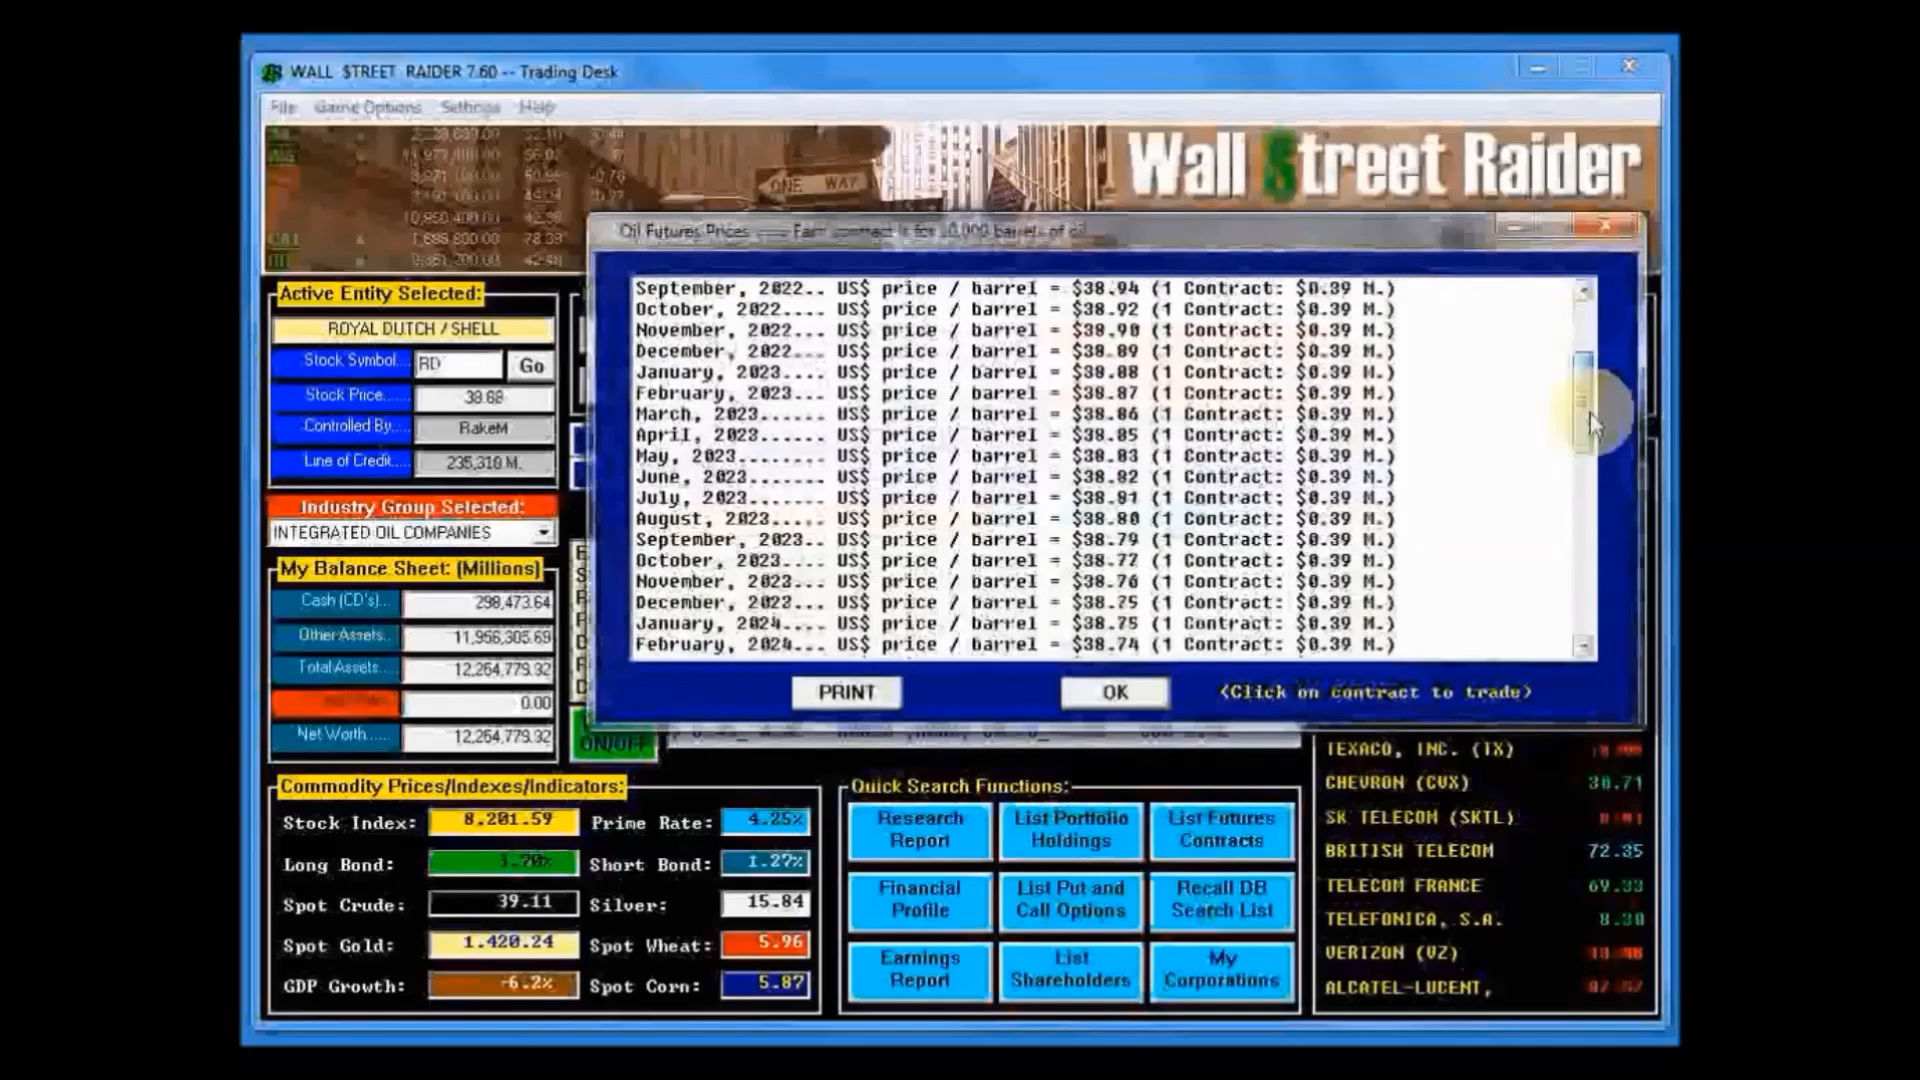 WALL $TREET RAIDER 7.60 -- Trading Desk
File Game Options Settings Help
ONE WAY
Wall $treet Raider
Oil Futures Prices ---- Each contract is for 10,000 barrels of oil
Active Entity Selected:
ROYAL DUTCH / SHELL
Stock Symbol... RD Go
Stock Price...... 38.68
Controlled By.... RakeM
Line of Credit.... 235,310 M.
Industry Group Selected:
INTEGRATED OIL COMPANIES
My Balance Sheet: (Millions)
Cash (CD's)... 298,473.64
Other Assets.. 11,956,305.69
Total Assets... 12,254,779.32
0.00
Net Worth...... 12,254,779.32
September, 2022.. US$ price / barrel = $38.94 (1 Contract: $0.39 M.)
October, 2022.... US$ price / barrel = $38.92 (1 Contract: $0.39 M.)
November, 2022... US$ price / barrel = $38.90 (1 Contract: $0.39 M.)
December, 2022... US$ price / barrel = $38.89 (1 Contract: $0.39 M.)
January, 2023.... US$ price / barrel = $38.88 (1 Contract: $0.39 M.)
February, 2023... US$ price / barrel = $38.87 (1 Contract: $0.39 M.)
March, 2023...... US$ price / barrel = $38.86 (1 Contract: $0.39 M.)
April, 2023...... US$ price / barrel = $38.85 (1 Contract: $0.39 M.)
May, 2023........ US$ price / barrel = $38.83 (1 Contract: $0.39 M.)
June, 2023....... US$ price / barrel = $38.82 (1 Contract: $0.39 M.)
July, 2023....... US$ price / barrel = $38.81 (1 Contract: $0.39 M.)
August, 2023..... US$ price / barrel = $38.80 (1 Contract: $0.39 M.)
September, 2023.. US$ price / barrel = $38.79 (1 Contract: $0.39 M.)
October, 2023.... US$ price / barrel = $38.77 (1 Contract: $0.39 M.)
November, 2023... US$ price / barrel = $38.76 (1 Contract: $0.39 M.)
December, 2023... US$ price / barrel = $38.75 (1 Contract: $0.39 M.)
January, 2024.... US$ price / barrel = $38.75 (1 Contract: $0.39 M.)
February, 2024... US$ price / barrel = $38.74 (1 Contract: $0.39 M.)
PRINT OK <Click on contract to trade>
ON/OFF
Commodity Prices/Indexes/Indicators:
Stock Index: 8,201.59 Prime Rate: 4.25%
Long Bond: 3.70% Short Bond: 1.27%
Spot Crude: 39.11 Silver: 15.84
Spot Gold: 1,420.24 Spot Wheat: 5.96
GDP Growth: -6.2% Spot Corn: 5.87
Quick Search Functions:
Research Report
List Portfolio Holdings
List Futures Contracts
Financial Profile
List Put and Call Options
Recall DB Search List
Earnings Report
List Shareholders
My Corporations
TEXACO, INC. (TX)
CHEVRON (CVX) 30.71
SK TELECOM (SKTL)
BRITISH TELECOM 72.35
TELECOM FRANCE 69.33
TELEFONICA, S.A. 8.30
VERIZON (VZ)
ALCATEL-LUCENT,